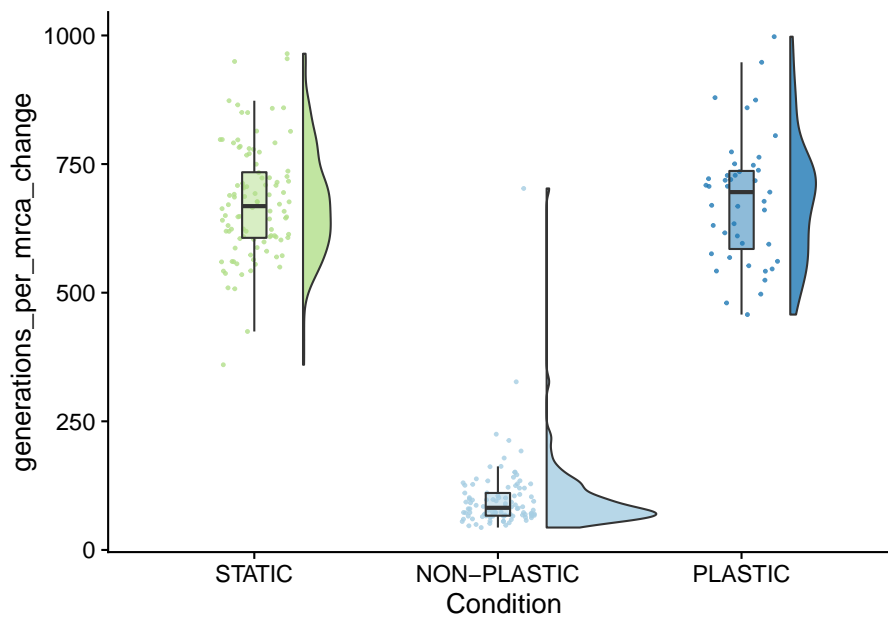 generations_per_mrca_change
1000
750
500
250
0
STATIC
NON−PLASTIC
PLASTIC
Condition